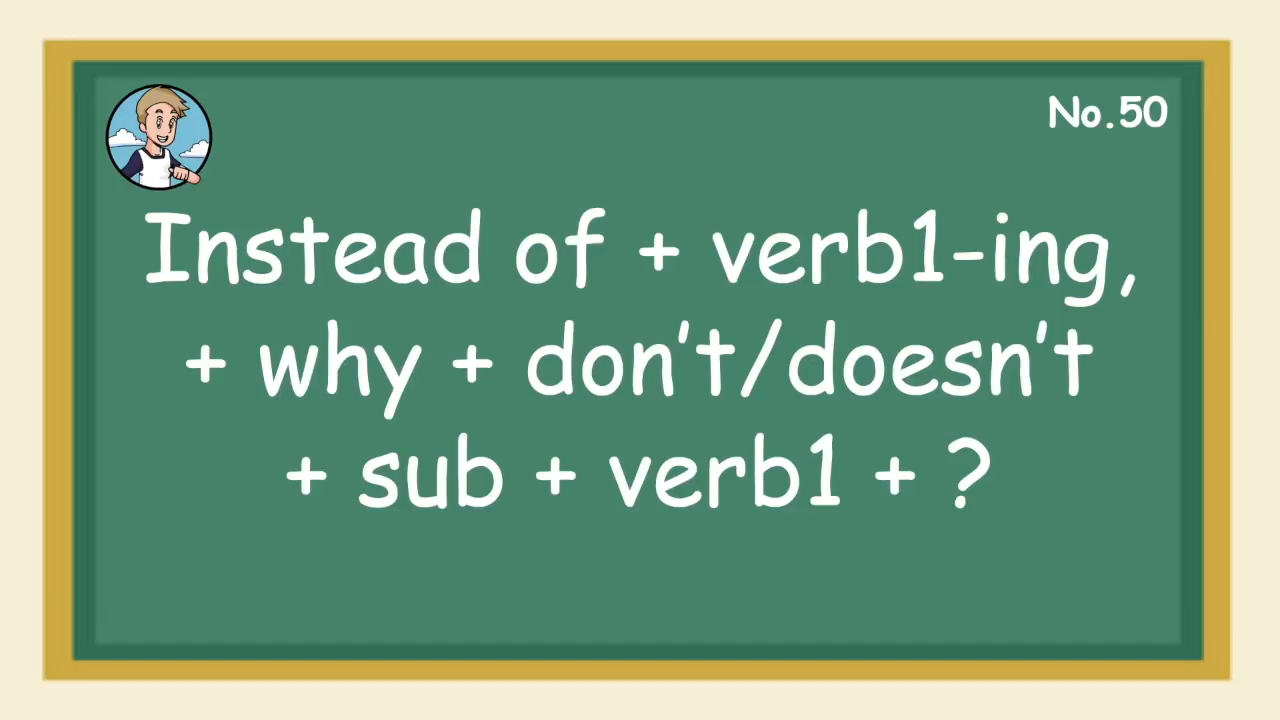 No.50
Instead of + verb1-ing,
+ why + don’t/doesn’t
+ sub + verb1 + ?